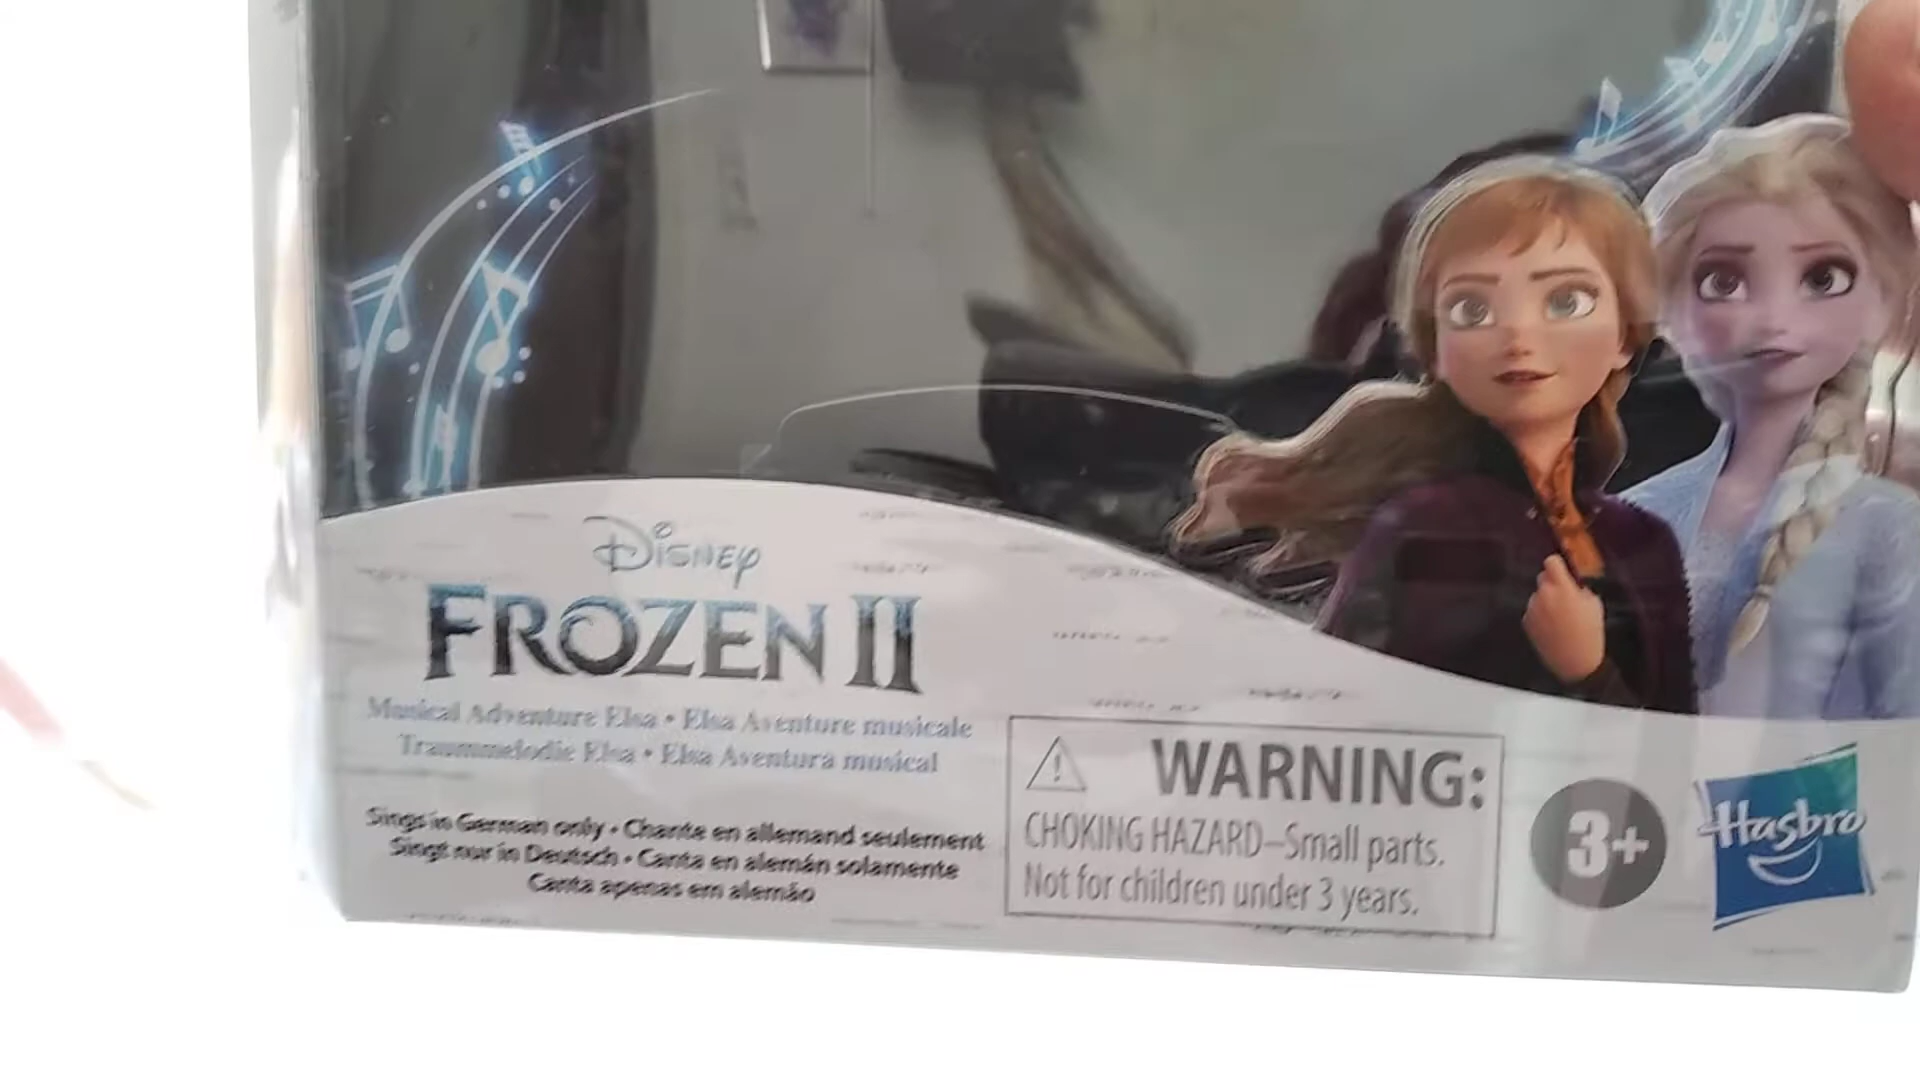 Disney
FROZEN II
Musical Adventure Elsa • Elsa Aventure musicale
Traummelodie Elsa • Elsa Aventura musical
Sings in German only • Chante en allemand seulement
Singt nur in Deutsch • Canta en alemán solamente
Canta apenas em alemão
WARNING:
CHOKING HAZARD–Small parts.
Not for children under 3 years.
3+
Hasbro